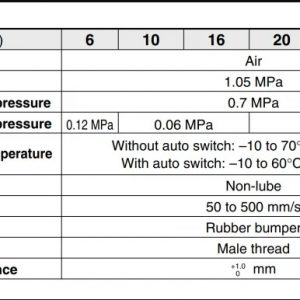 ) 6 10 16 20
Air
1.05 MPa
pressure 0.7 MPa
pressure 0.12 MPa 0.06 MPa
perature Without auto switch: –10 to 70°
With auto switch: –10 to 60°C
Non-lube
50 to 500 mm/s
Rubber bumper
Male thread
nce +1.0 0 mm